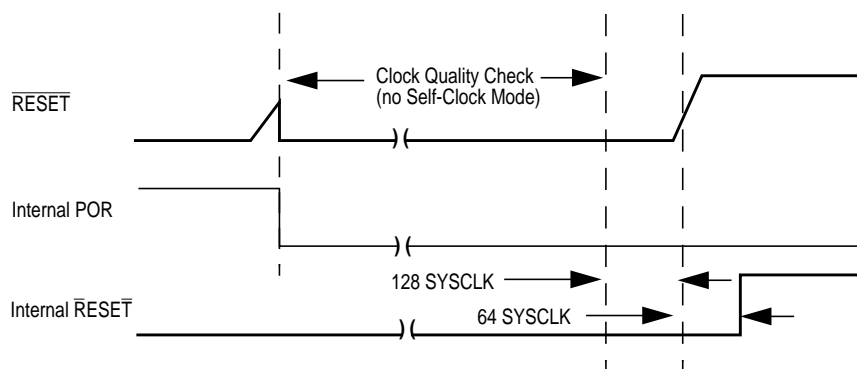 RESET
Clock Quality Check
(no Self-Clock Mode)
)(
Internal POR
)(
128 SYSCLK
Internal RESET
)(
64 SYSCLK